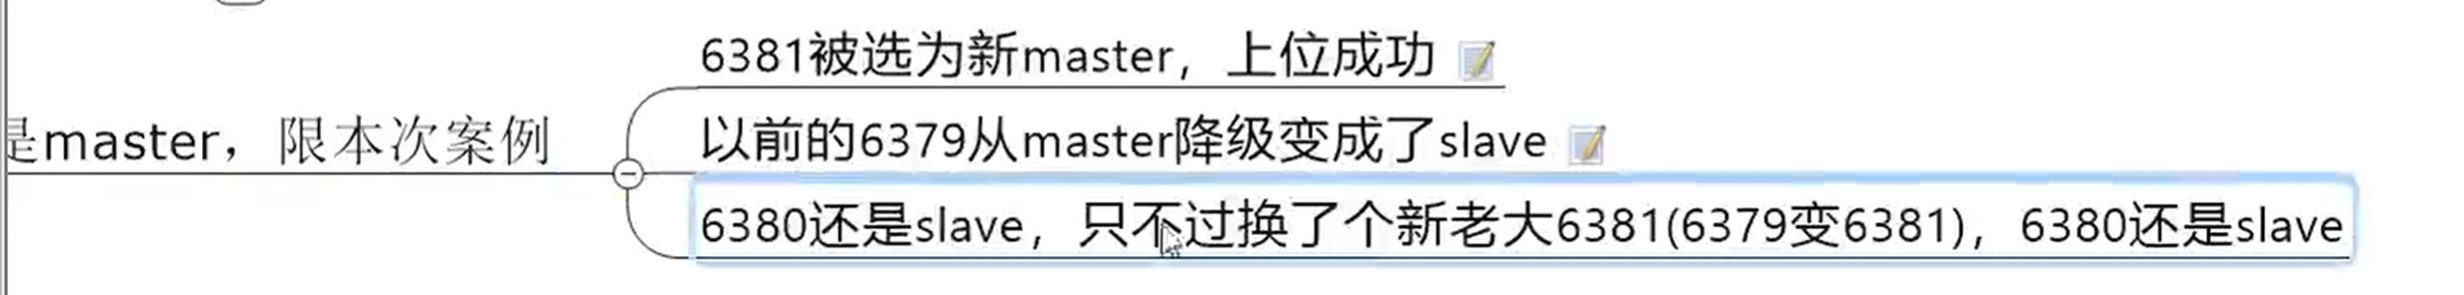 6381被选为新master，上位成功
以前的6379从master降级变成了slave
是master，限本次案例
6380还是slave，只不过换了个新老大6381(6379变6381)，6380还是slave